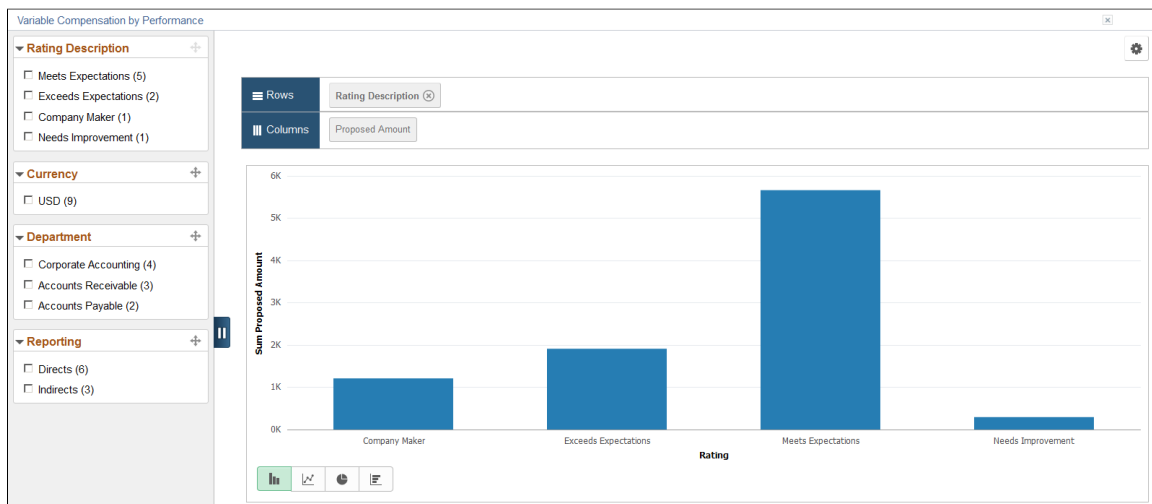 Variable Compensation by Performance
Rating Description
Meets Expectations (5)
Exceeds Expectations (2)
Company Maker (1)
Needs Improvement (1)
Currency
USD (9)
Department
Corporate Accounting (4)
Accounts Receivable (3)
Accounts Payable (2)
Reporting
Directs (6)
Indirects (3)
Rows
Rating Description
Columns
Proposed Amount
6K
5K
4K
3K
2K
1K
0K
Sum Proposed Amount
Company Maker
Exceeds Expectations
Meets Expectations
Needs Improvement
Rating